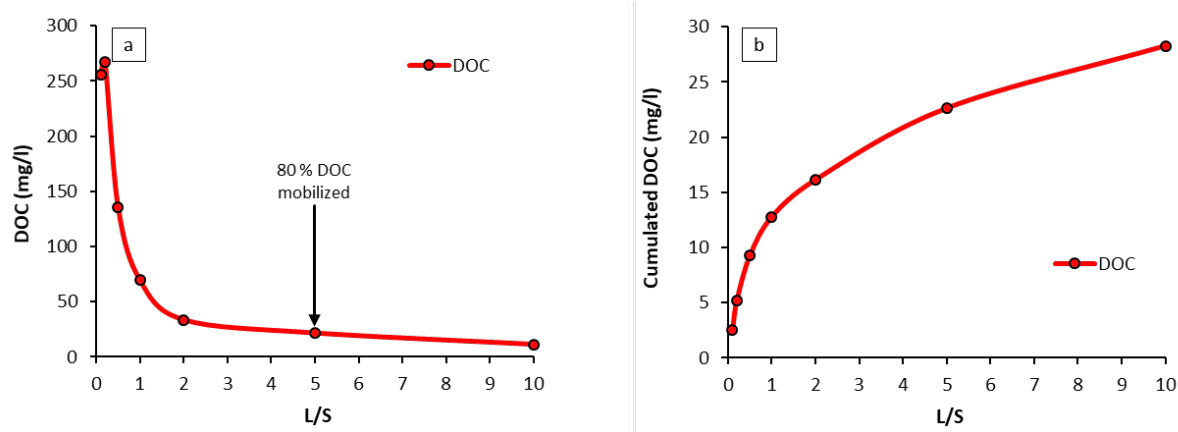 a
DOC
300
250
200
150
100
50
0
DOC (mg/l)
80 % DOC
mobilized
0 1 2 3 4 5 6 7 8 9 10
L/S
b
30
25
20
15
10
5
0
Cumulated DOC (mg/l)
DOC
0 1 2 3 4 5 6 7 8 9 10
L/S